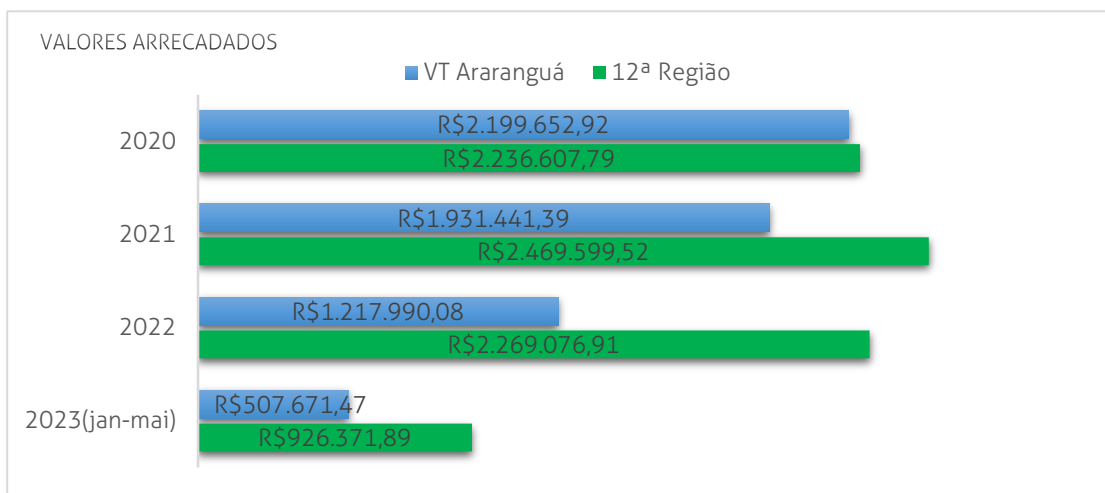 VALORES ARRECADADOS
VT Araranguá 12ª Região
2020
R$2.199.652,92
R$2.236.607,79
2021
R$1.931.441,39
R$2.469.599,52
2022
R$1.217.990,08
R$2.269.076,91
2023(jan-mai)
R$507.671,47
R$926.371,89